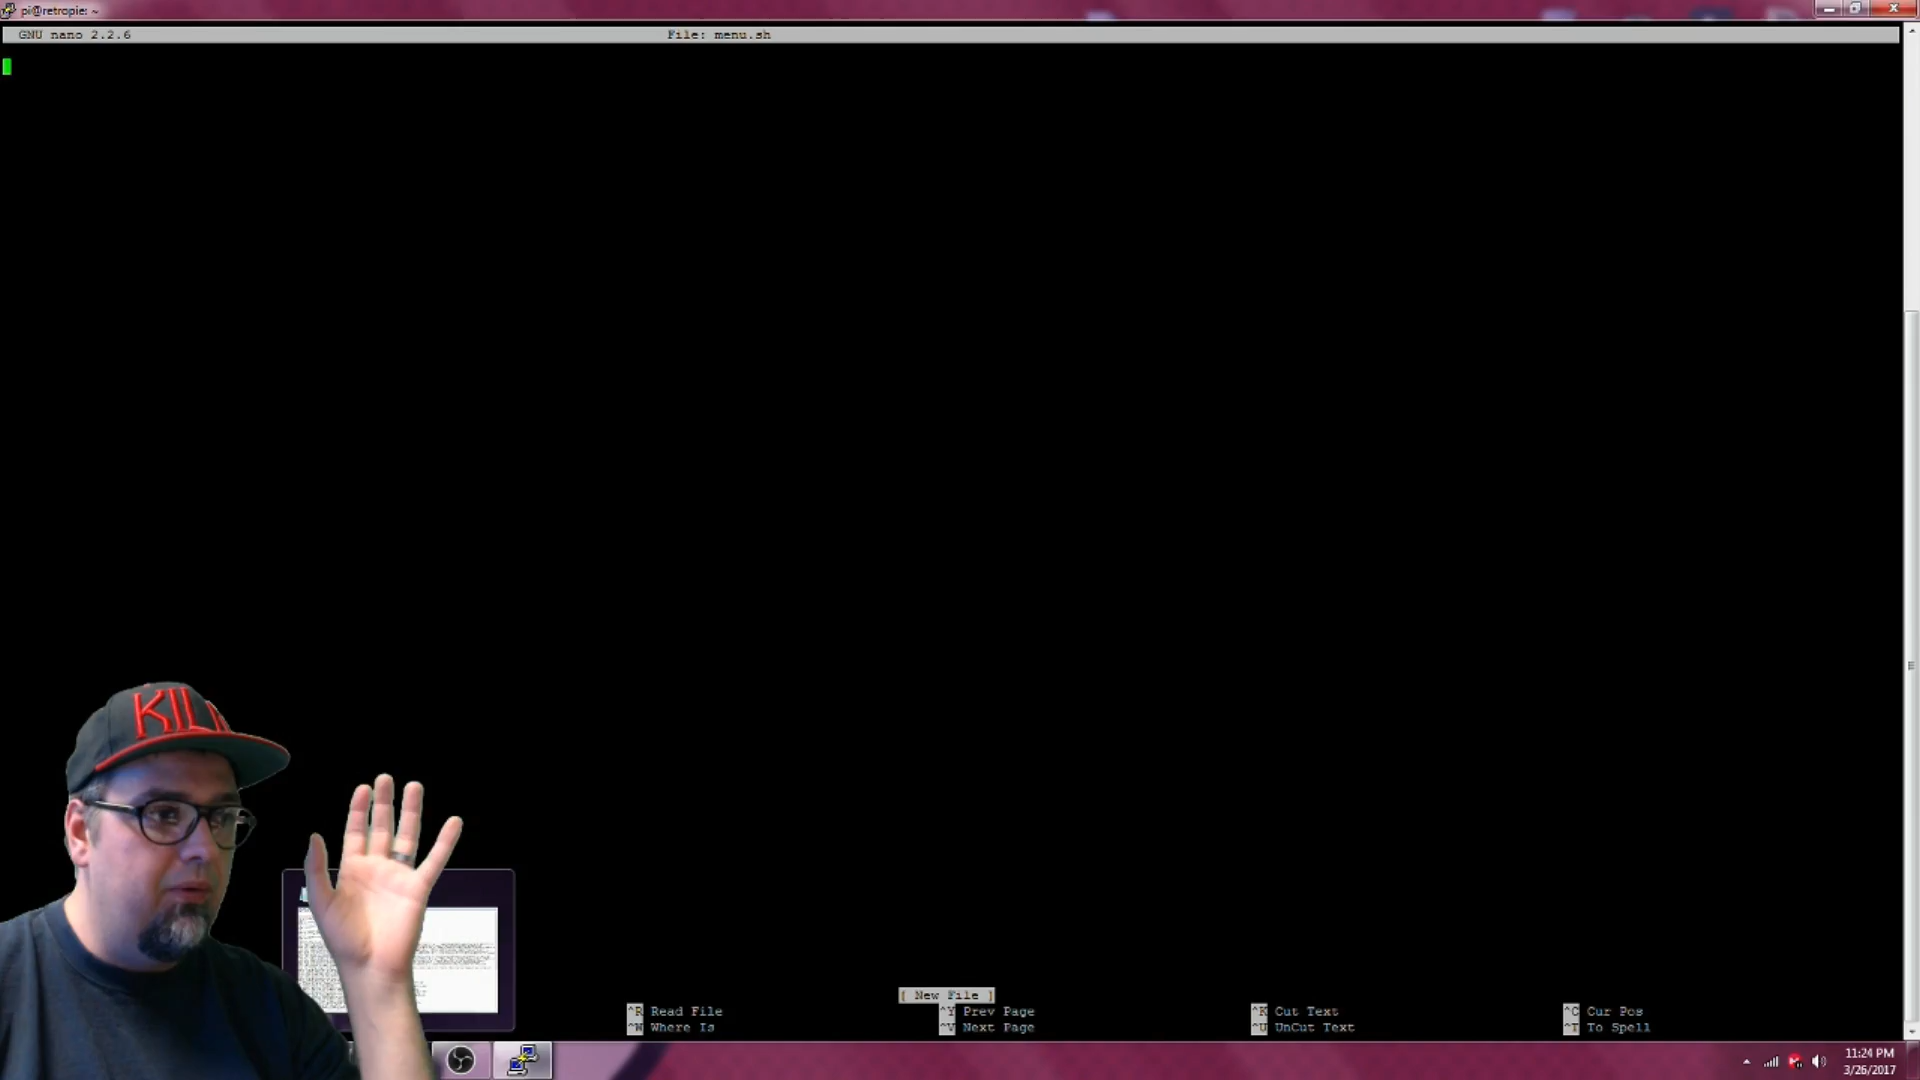 pi@retropie: ~
GNU nano 2.2.6 File: menu.sh
KIL
[ New File ]
^R Read File ^Y Prev Page ^K Cut Text ^C Cur Pos
^W Where Is ^V Next Page ^U UnCut Text ^T To Spell
11:24 PM
3/26/2017